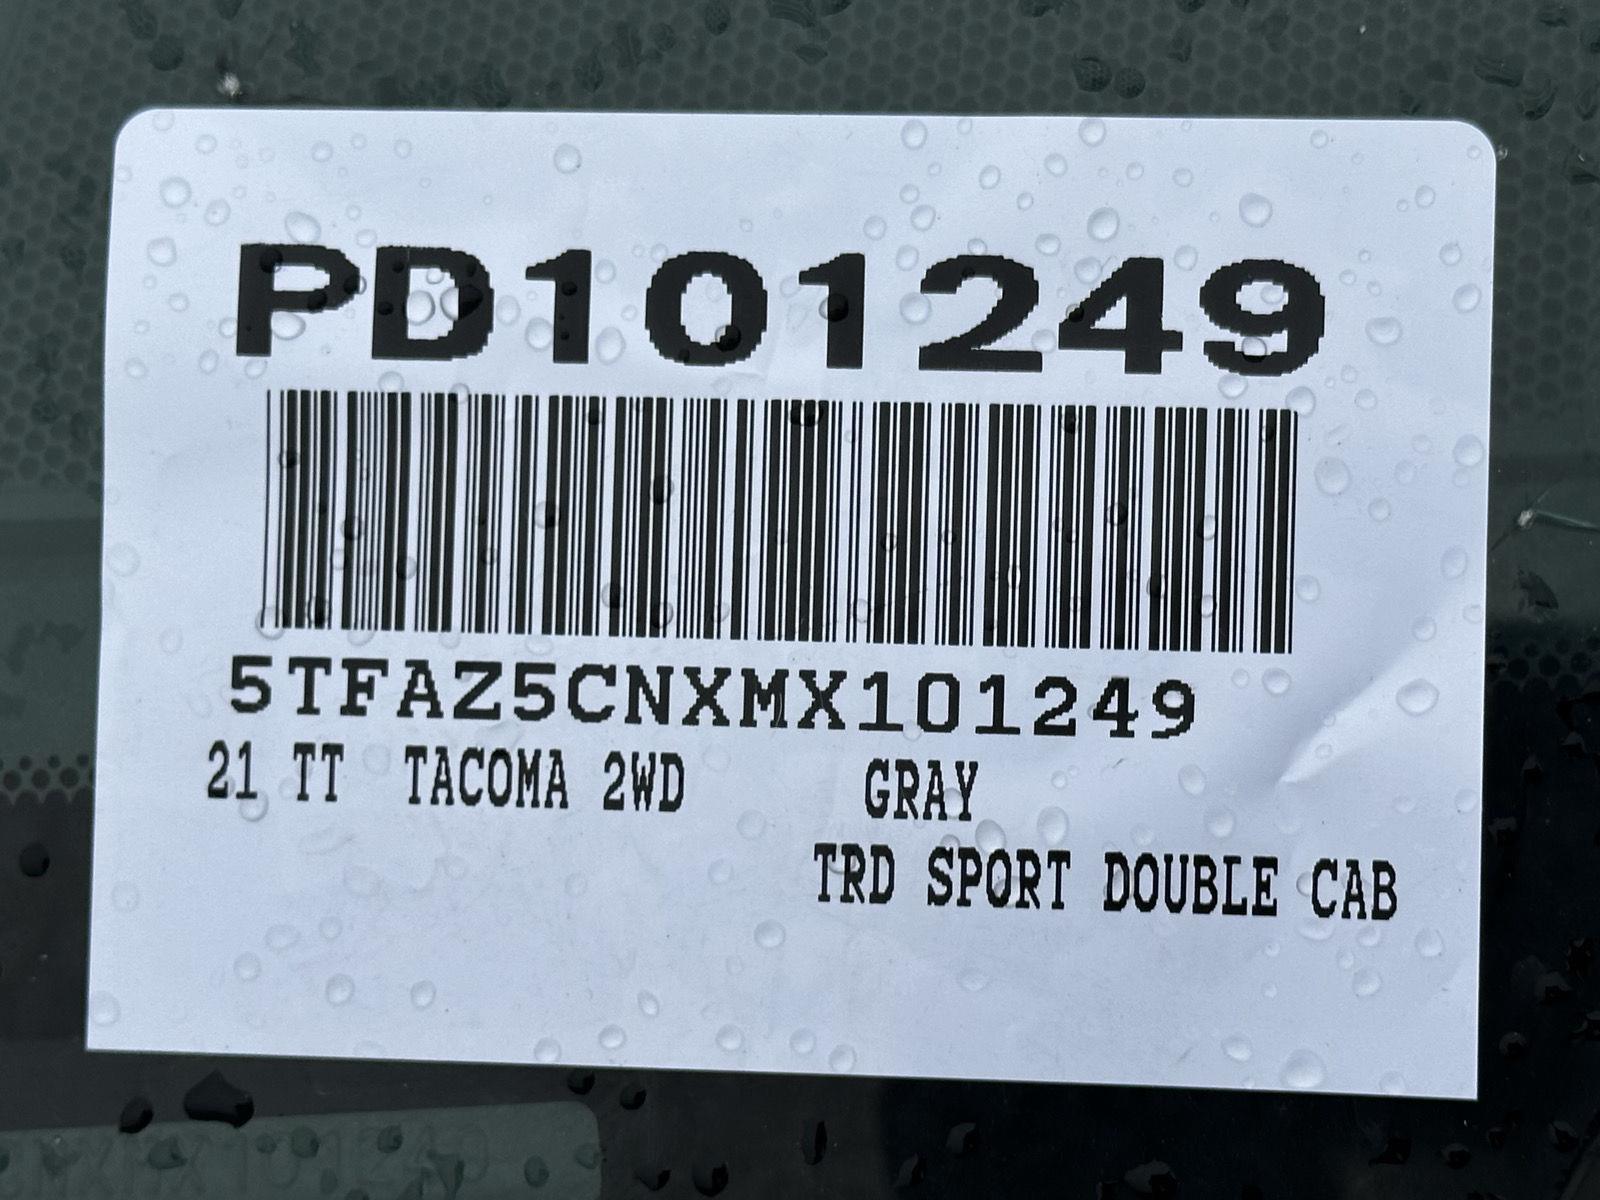 PD101249
5TFAZ5CNXMX101249
21 TT TACOMA 2WD GRAY
TRD SPORT DOUBLE CAB